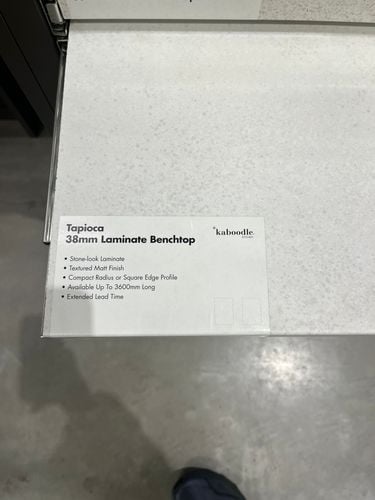 Tapioca
38mm Laminate Benchtop
kaboodle
• Stone-look Laminate
• Textured Matt Finish
• Compact Radius or Square Edge Profile
• Available Up To 3600mm Long
• Extended Lead Time